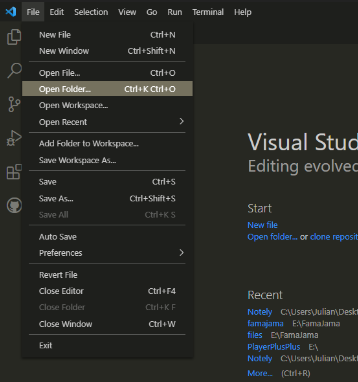 File Edit Selection View Go Run Terminal Help
New File Ctrl+N
New Window Ctrl+Shift+N
Open File... Ctrl+O
Open Folder... Ctrl+K Ctrl+O
Open Workspace...
Open Recent
Add Folder to Workspace...
Save Workspace As...
Save Ctrl+S
Save As... Ctrl+Shift+S
Save All Ctrl+K S
Auto Save
Preferences
Revert File
Close Editor Ctrl+F4
Close Folder Ctrl+K F
Close Window Ctrl+W
Exit
Visual Stud
Editing evolved
Start
New file
Open folder... or clone reposit
Recent
Notely C:\Users\Julian\Deskt
famajama E:\FamaJama
files E:\FamaJama
PlayerPlusPlus E:\
Notely C:\Users\Julian\Deskt
More... (Ctrl+R)